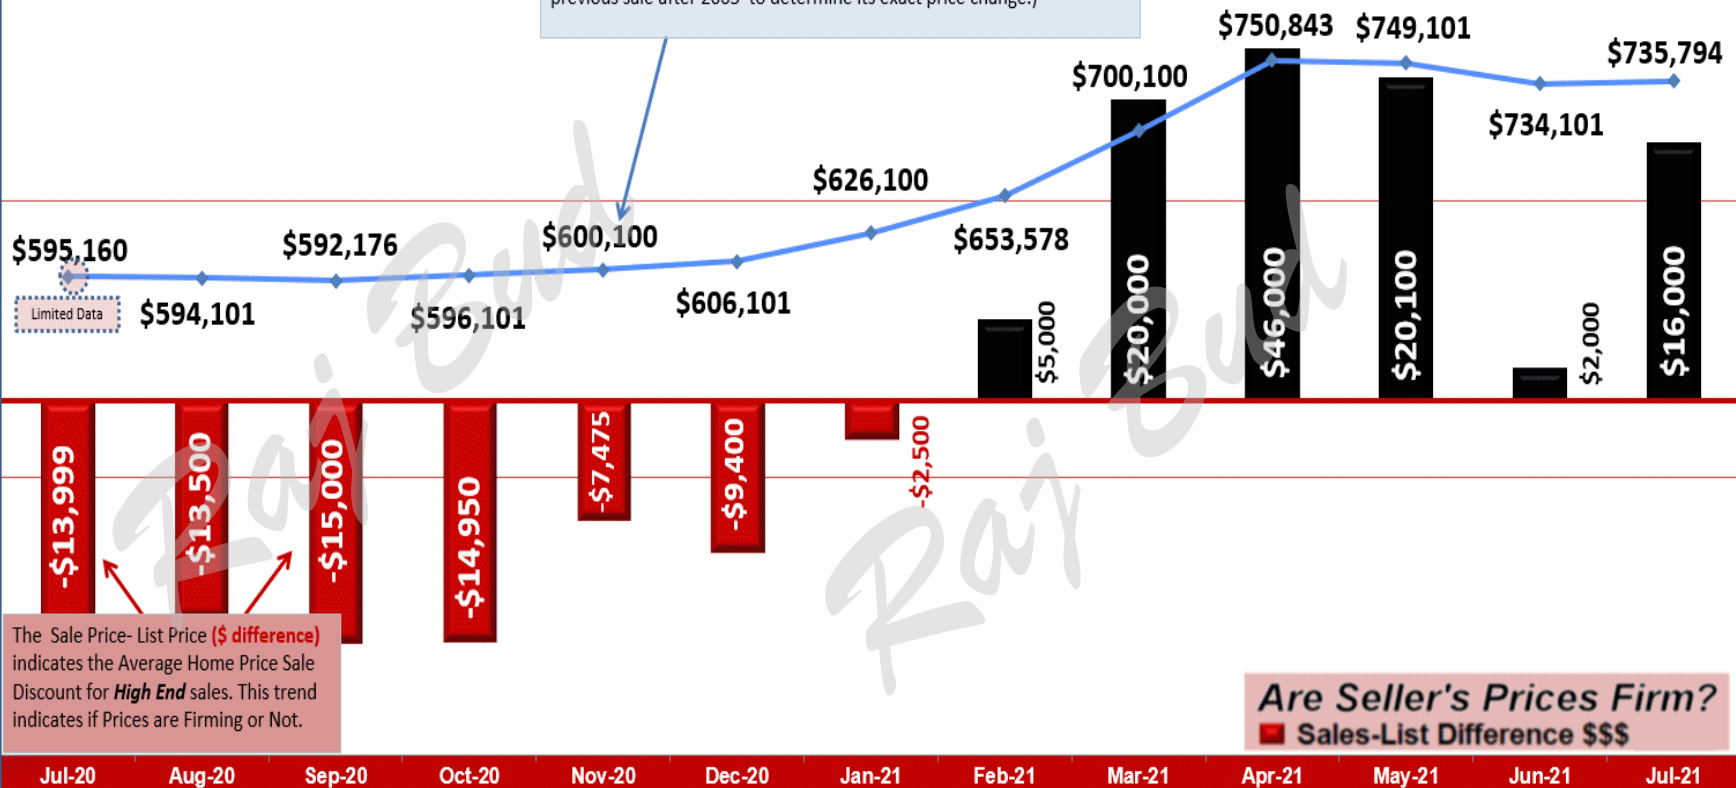 previous sale after 2005 to determine its exact price change.)
$750,843
$749,101
$735,794
$700,100
$734,101
$626,100
$595,160
$592,176
$600,100
$653,578
Limited Data
$594,101
$596,101
$606,101
$5,000
$20,000
$46,000
$20,100
$2,000
$16,000
-$13,999
-$13,500
-$15,000
-$14,950
-$7,475
-$9,400
-$2,500
Raj Bud
Raj Bud
The Sale Price- List Price ($ difference)
indicates the Average Home Price Sale
Discount for High End sales. This trend
indicates if Prices are Firming or Not.
Are Seller's Prices Firm?
Sales-List Difference $$$
Jul-20 Aug-20 Sep-20 Oct-20 Nov-20 Dec-20 Jan-21 Feb-21 Mar-21 Apr-21 May-21 Jun-21 Jul-21